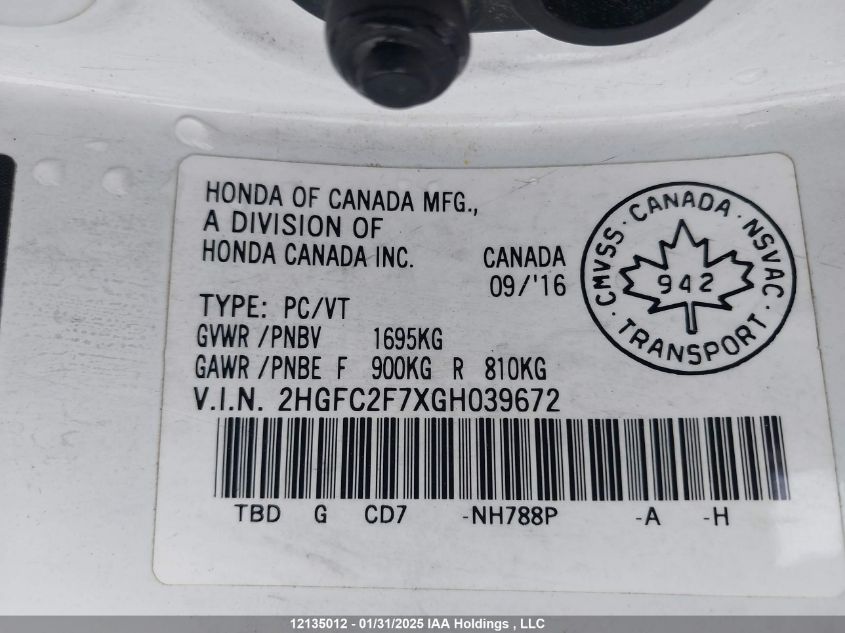 HONDA OF CANADA MFG.,
A DIVISION OF
HONDA CANADA INC. CANADA
09/'16
CMVSS · CANADA · NSVAC
942
TRANSPORT
TYPE: PC/VT
GVWR /PNBV 1695KG
GAWR /PNBE F 900KG R 810KG
V.I.N. 2HGFC2F7XGH039672
TBD G CD7 -NH788P -A -H
12135012 - 01/31/2025 IAA Holdings , LLC